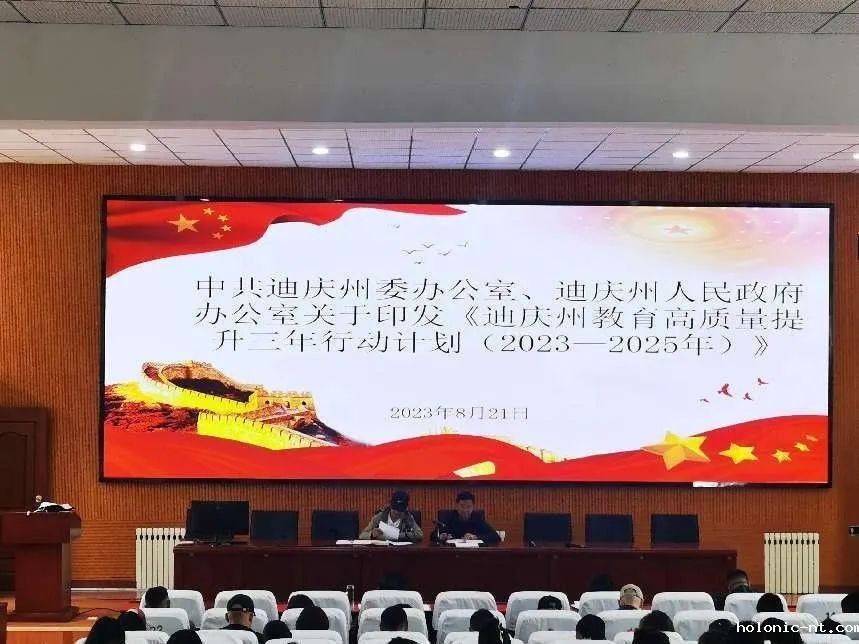 中共迪庆州委办公室、迪庆州人民政府
办公室关于印发《迪庆州教育高质量提
升三年行动计划（2023—2025年）》
2023年8月21日
holonic-nt.com